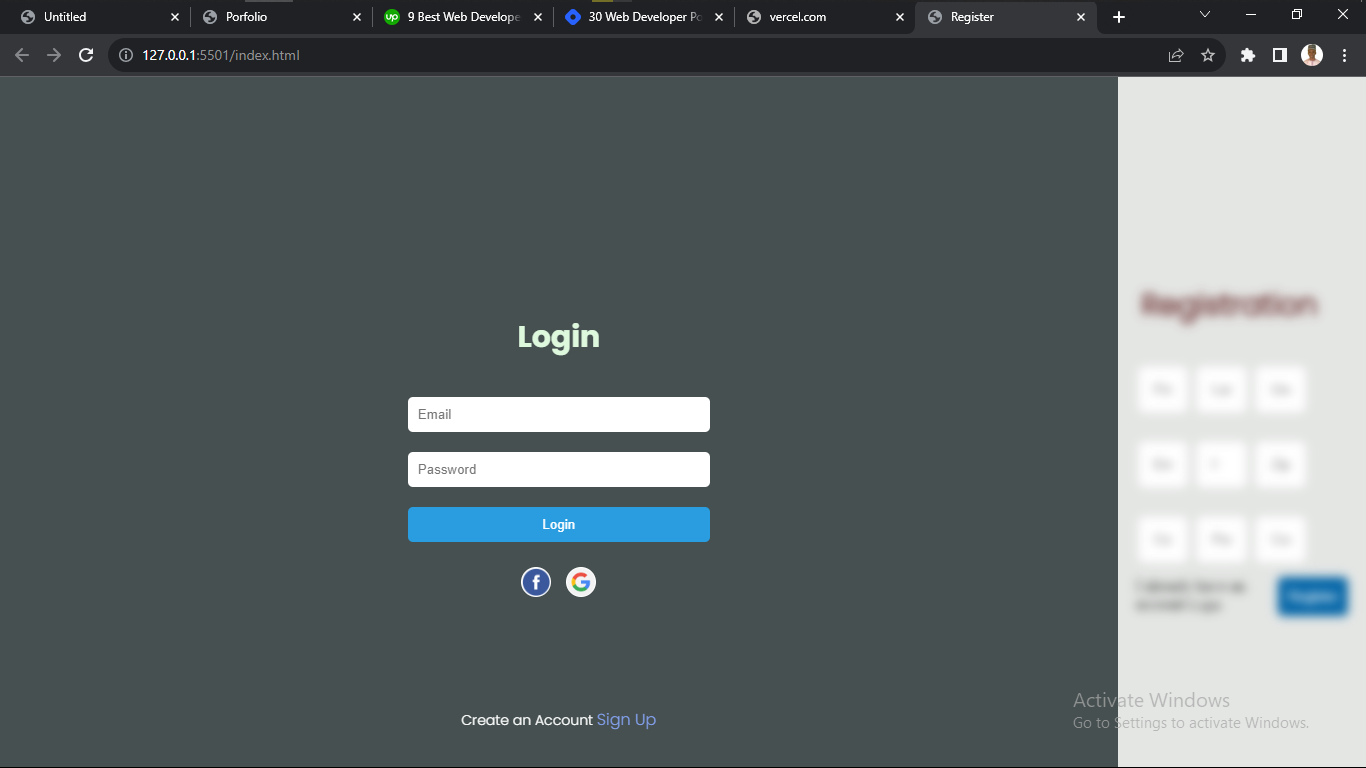 Untitled
Porfolio
9 Best Web Develope
30 Web Developer Po
vercel.com
Register
127.0.0.1:5501/index.html
Login
Email
Password
Login
Create an Account Sign Up
Registration
Register
Activate Windows
Go to Settings to activate Windows.